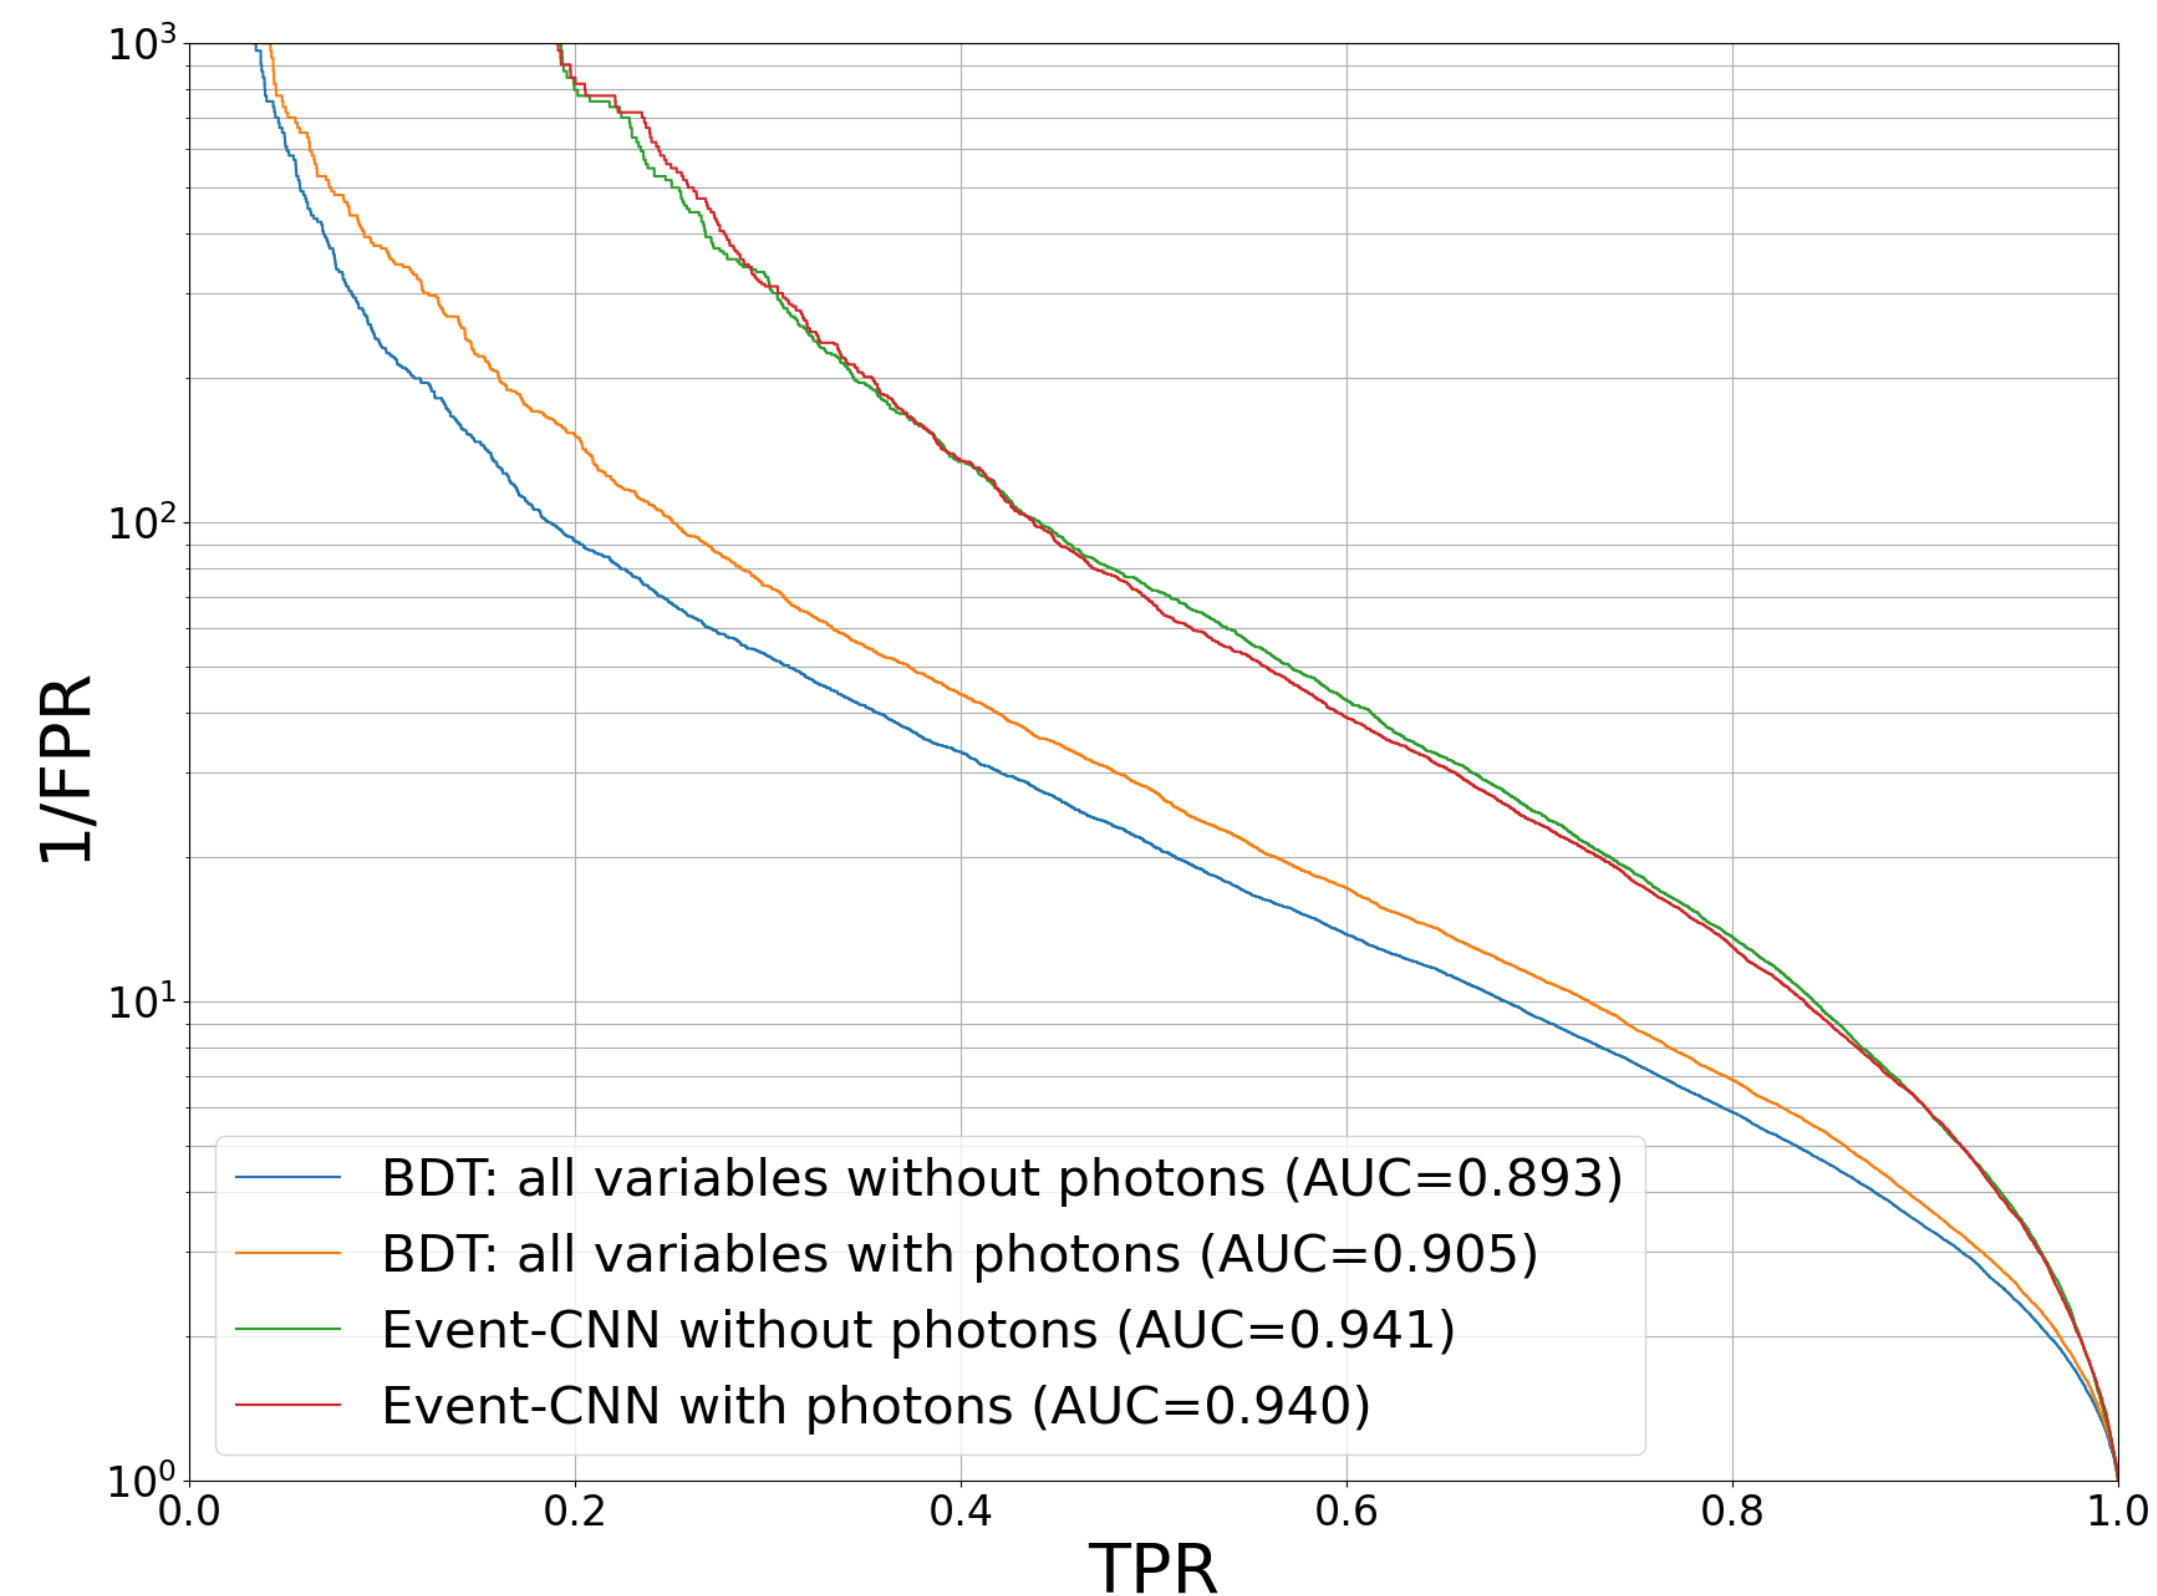 10³
10²
10¹
10⁰
1/FPR
BDT: all variables without photons (AUC=0.893)
BDT: all variables with photons (AUC=0.905)
Event-CNN without photons (AUC=0.941)
Event-CNN with photons (AUC=0.940)
0.0 0.2 0.4 0.6 0.8 1.0
TPR